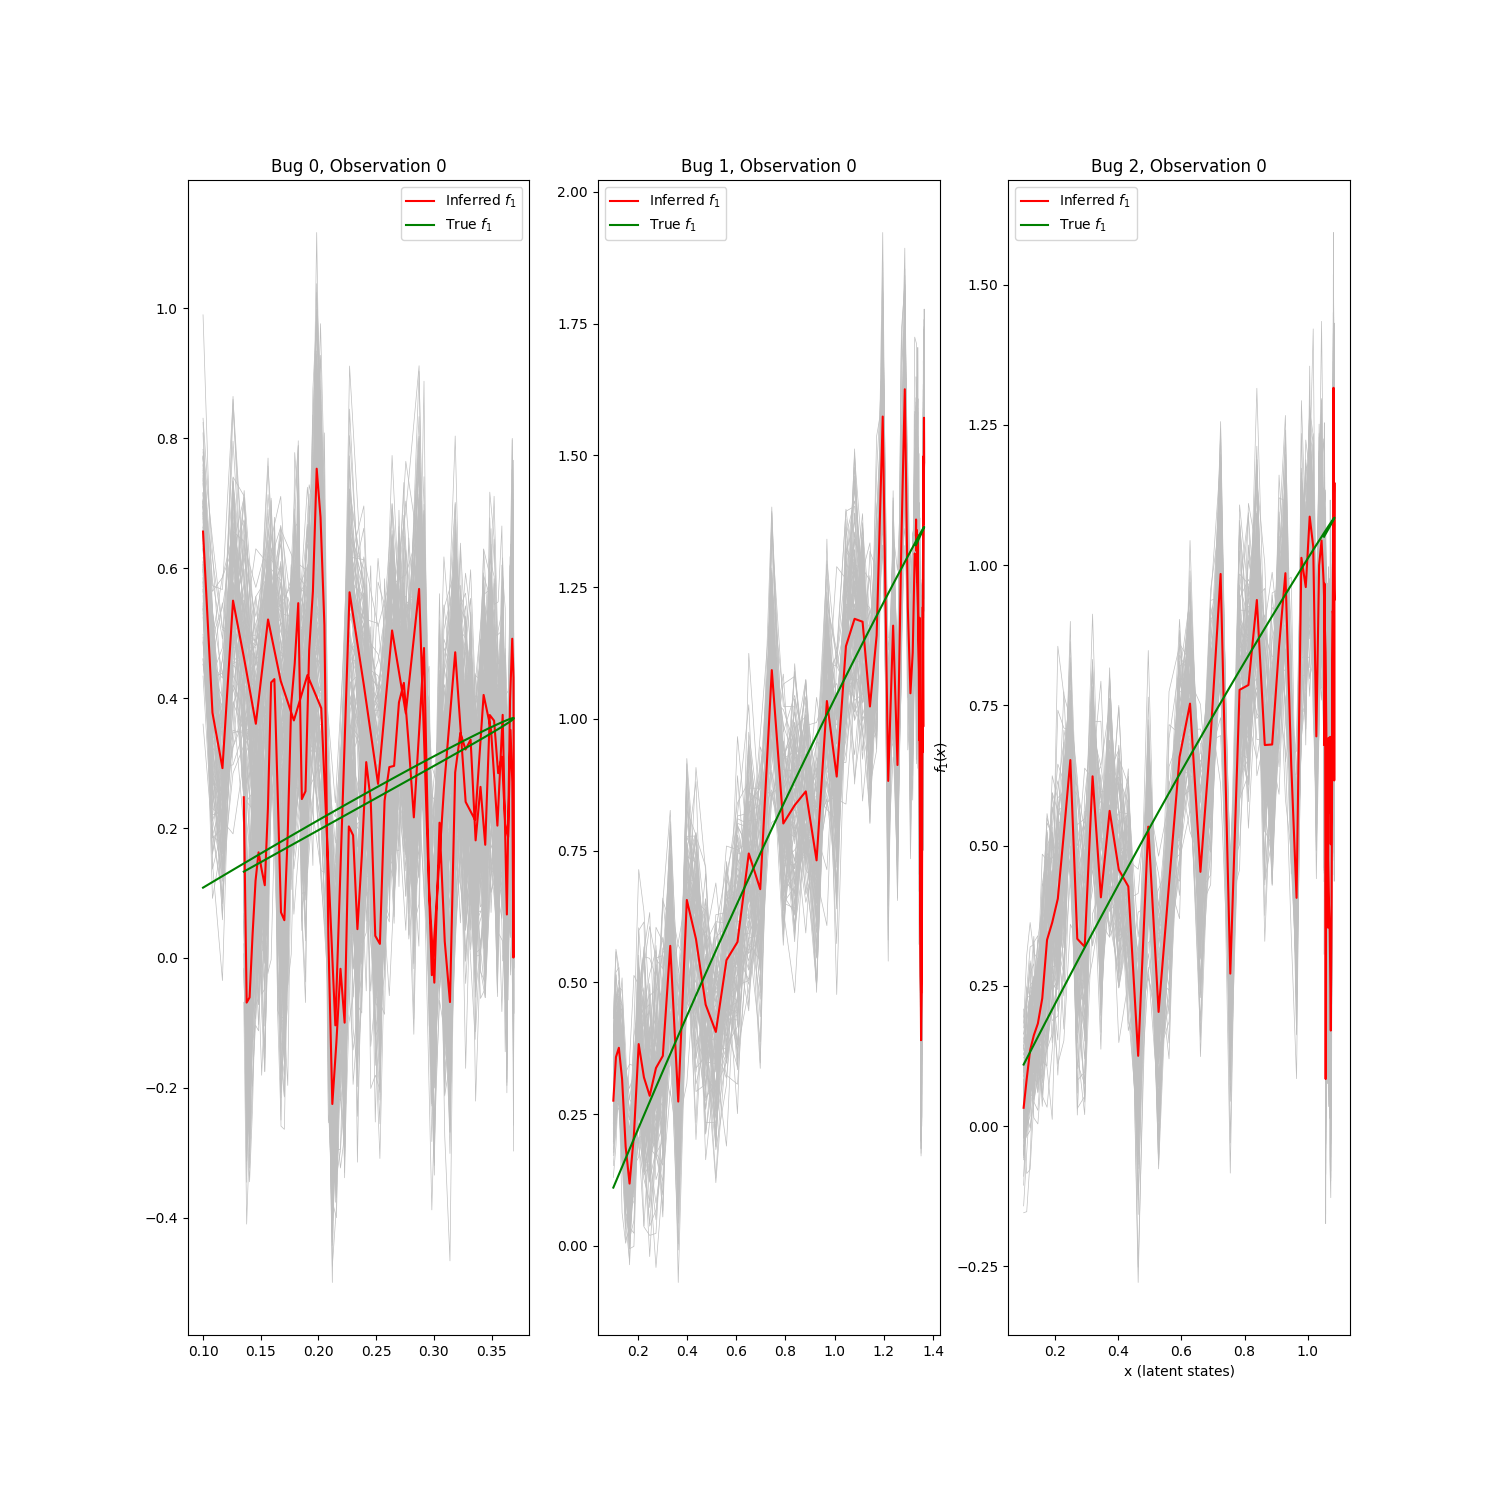 Bug 0, Observation 0
Inferred f₁
True f₁
1.0
0.8
0.6
0.4
0.2
0.0
−0.2
−0.4
0.10 0.15 0.20 0.25 0.30 0.35
Bug 1, Observation 0
Inferred f₁
True f₁
2.00
1.75
1.50
1.25
1.00
0.75
0.50
0.25
0.00
0.2 0.4 0.6 0.8 1.0 1.2 1.4
Bug 2, Observation 0
Inferred f₁
True f₁
f₁(x)
1.50
1.25
1.00
0.75
0.50
0.25
0.00
−0.25
0.2 0.4 0.6 0.8 1.0
x (latent states)